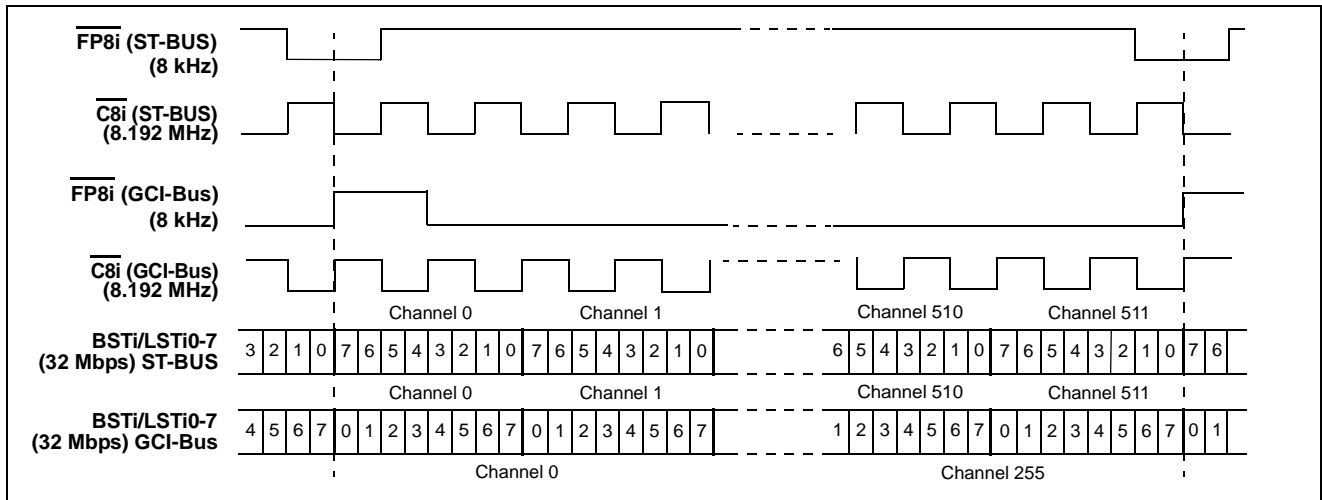 FP8i (ST-BUS)
(8 kHz)
C8i (ST-BUS)
(8.192 MHz)
FP8i (GCI-Bus)
(8 kHz)
C8i (GCI-Bus)
(8.192 MHz)
Channel 0 Channel 1 Channel 510 Channel 511
BSTi/LSTi0-7
(32 Mbps) ST-BUS
3 2 1 0 7 6 5 4 3 2 1 0 7 6 5 4 3 2 1 0 6 5 4 3 2 1 0 7 6 5 4 3 2 1 0 7 6
Channel 0 Channel 1 Channel 510 Channel 511
BSTi/LSTi0-7
(32 Mbps) GCI-Bus
4 5 6 7 0 1 2 3 4 5 6 7 0 1 2 3 4 5 6 7 1 2 3 4 5 6 7 0 1 2 3 4 5 6 7 0 1
Channel 0 Channel 255